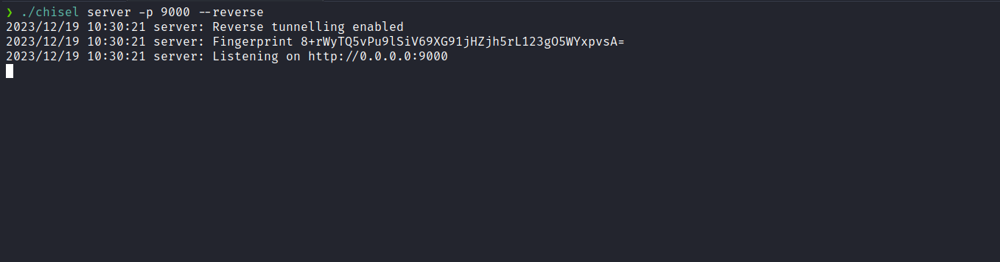 ❯ ./chisel server -p 9000 --reverse
2023/12/19 10:30:21 server: Reverse tunnelling enabled
2023/12/19 10:30:21 server: Fingerprint 8+rWyTQ5vPu9lSiV69XG91jHZjh5rL123gO5WYxpvsA=
2023/12/19 10:30:21 server: Listening on http://0.0.0.0:9000